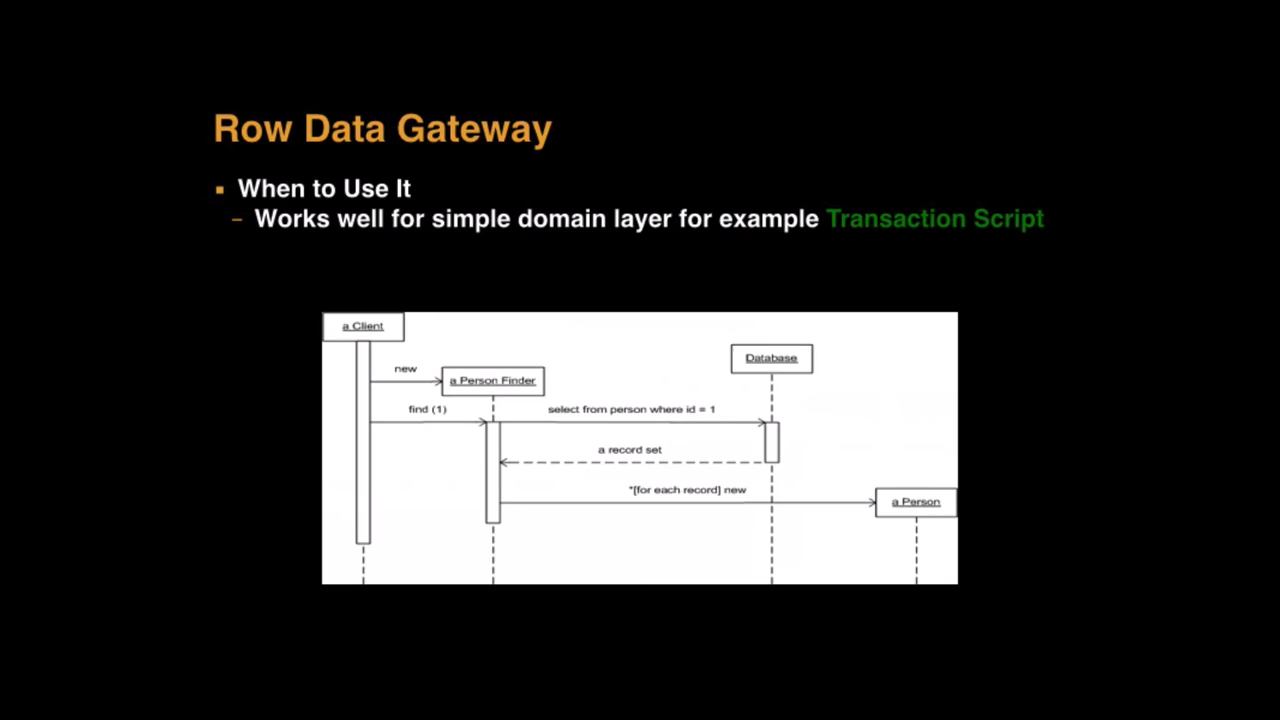 Row Data Gateway
When to Use It
– Works well for simple domain layer for example Transaction Script
a Client
Database
new
a Person Finder
find (1)
select from person where id = 1
a record set
*[for each record] new
a Person